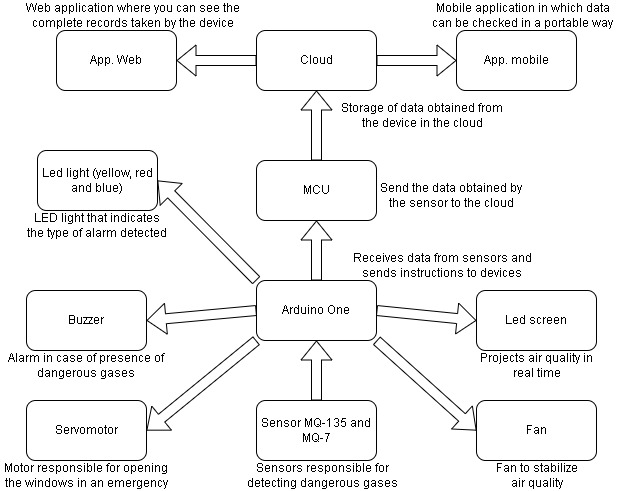 Web application where you can see the
complete records taken by the device
Mobile application in which data
can be checked in a portable way
App. Web
Cloud
App. mobile
Storage of data obtained from
the device in the cloud
Led light (yellow, red
and blue)
MCU
Send the data obtained by
the sensor to the cloud
LED light that indicates
the type of alarm detected
Receives data from sensors and
sends instructions to devices
Buzzer
Arduino One
Led screen
Alarm in case of presence of
dangerous gases
Projects air quality in
real time
Servomotor
Sensor MQ-135 and
MQ-7
Fan
Motor responsible for opening
the windows in an emergency
Sensors responsible for
detecting dangerous gases
Fan to stabilize
air quality